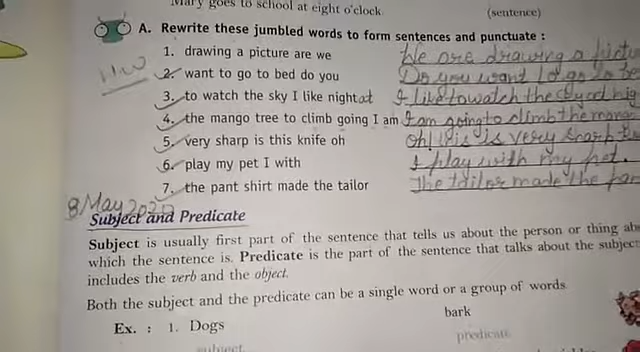 Mary goes to school at eight o'clock (sentence)
A. Rewrite these jumbled words to form sentences and punctuate :
1. drawing a picture are we We are drawing a
2. want to go to bed do you Do you want to go to
3. to watch the sky I like night at I like to watch the sky at
4. the mango tree to climb going I am I am going to climb the
5. very sharp is this knife oh oh! this is very sharp
6. play my pet I with I play with my pet.
7. the pant shirt made the tailor The tailor made the
H.W
8 May
Subject and Predicate
Subject is usually first part of the sentence that tells us about the person or thing
which the sentence is. Predicate is the part of the sentence that talks about the
includes the verb and the object.
Both the subject and the predicate can be a single word or a group of words
Ex. : 1. Dogs bark
subject predicate